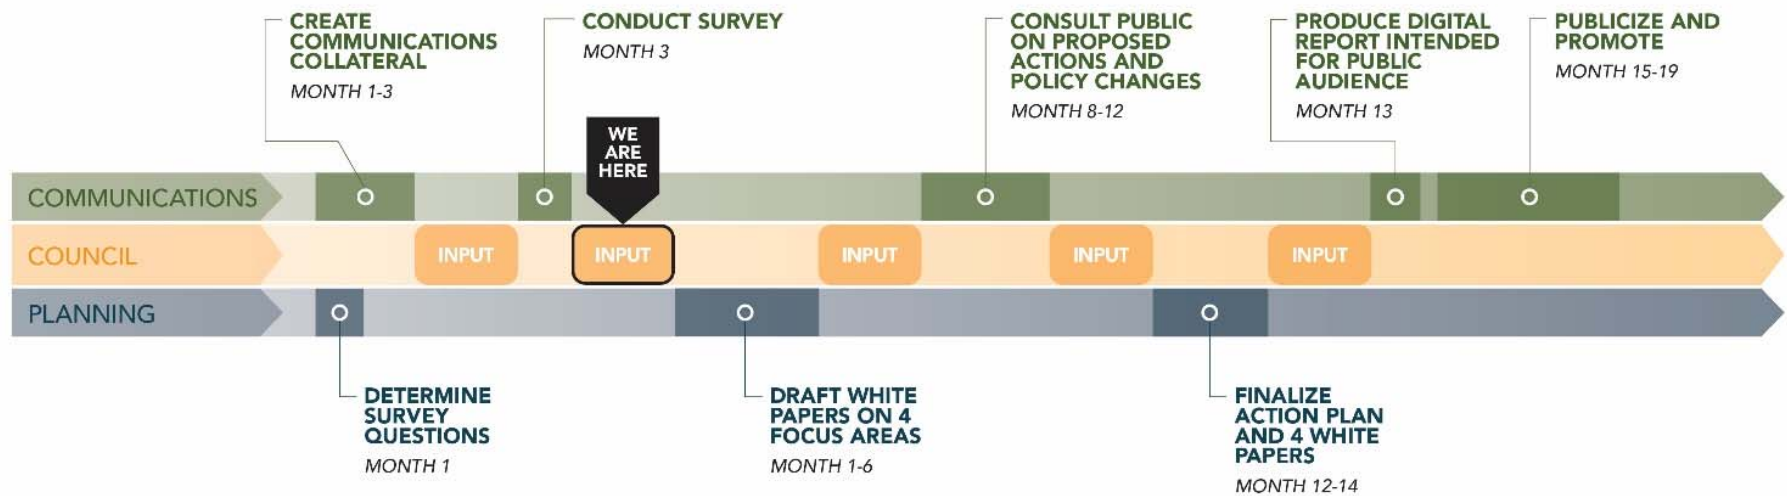 CREATE
COMMUNICATIONS
COLLATERAL
MONTH 1-3
CONDUCT SURVEY
MONTH 3
CONSULT PUBLIC
ON PROPOSED
ACTIONS AND
POLICY CHANGES
MONTH 8-12
PRODUCE DIGITAL
REPORT INTENDED
FOR PUBLIC
AUDIENCE
MONTH 13
PUBLICIZE AND
PROMOTE
MONTH 15-19
WE
ARE
HERE
COMMUNICATIONS
COUNCIL
INPUT
INPUT
INPUT
INPUT
INPUT
PLANNING
DETERMINE
SURVEY
QUESTIONS
MONTH 1
DRAFT WHITE
PAPERS ON 4
FOCUS AREAS
MONTH 1-6
FINALIZE
ACTION PLAN
AND 4 WHITE
PAPERS
MONTH 12-14